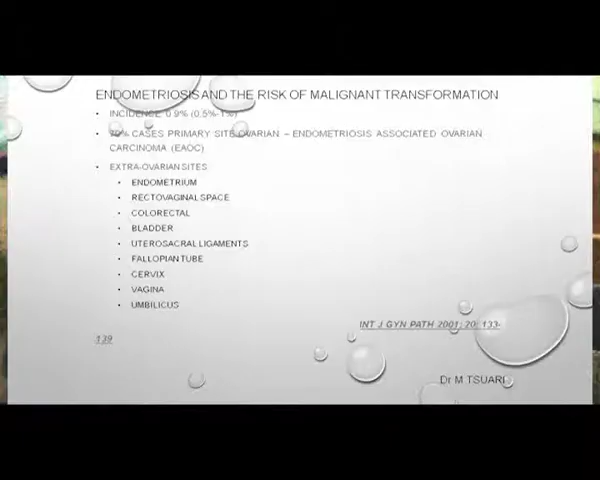 ENDOMETRIOSIS AND THE RISK OF MALIGNANT TRANSFORMATION
• INCIDENCE 0.9% (0.5%-1%)
• 70% CASES PRIMARY SITE OVARIAN – ENDOMETRIOSIS ASSOCIATED OVARIAN
CARCINOMA (EAOC)
• EXTRA-OVARIAN SITES
• ENDOMETRIUM
• RECTOVAGINAL SPACE
• COLORECTAL
• BLADDER
• UTEROSACRAL LIGAMENTS
• FALLOPIAN TUBE
• CERVIX
• VAGINA
• UMBILICUS
INT J GYN PATH 2001; 20: 133-
139
Dr M TSUARI